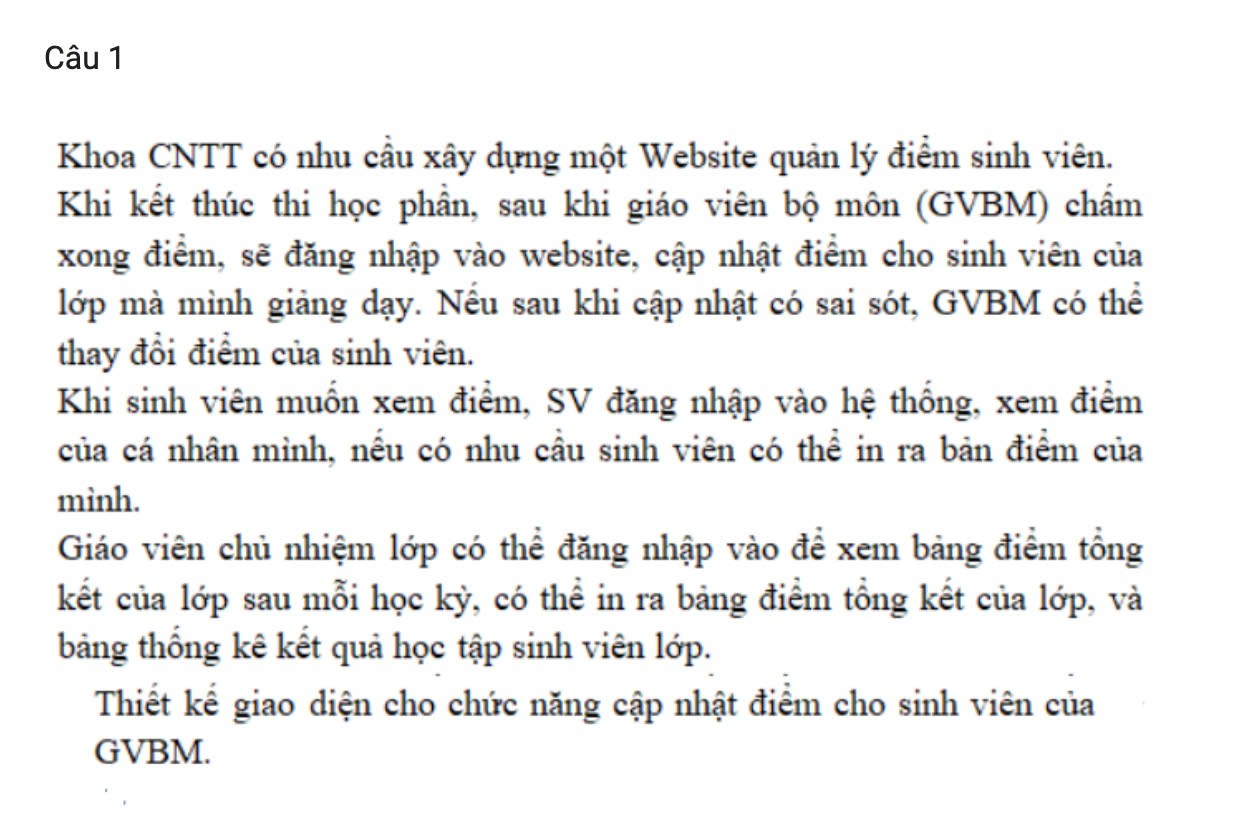 Câu 1
Khoa CNTT có nhu cầu xây dựng một Website quản lý điểm sinh viên.
Khi kết thúc thi học phần, sau khi giáo viên bộ môn (GVBM) chấm
xong điểm, sẽ đăng nhập vào website, cập nhật điểm cho sinh viên của
lớp mà mình giảng dạy. Nếu sau khi cập nhật có sai sót, GVBM có thể
thay đổi điểm của sinh viên.
Khi sinh viên muốn xem điểm, SV đăng nhập vào hệ thống, xem điểm
của cá nhân mình, nếu có nhu cầu sinh viên có thể in ra bản điểm của
mình.
Giáo viên chủ nhiệm lớp có thể đăng nhập vào để xem bảng điểm tổng
kết của lớp sau mỗi học kỳ, có thể in ra bảng điểm tổng kết của lớp, và
bảng thống kê kết quả học tập sinh viên lớp.
Thiết kế giao diện cho chức năng cập nhật điểm cho sinh viên của
GVBM.